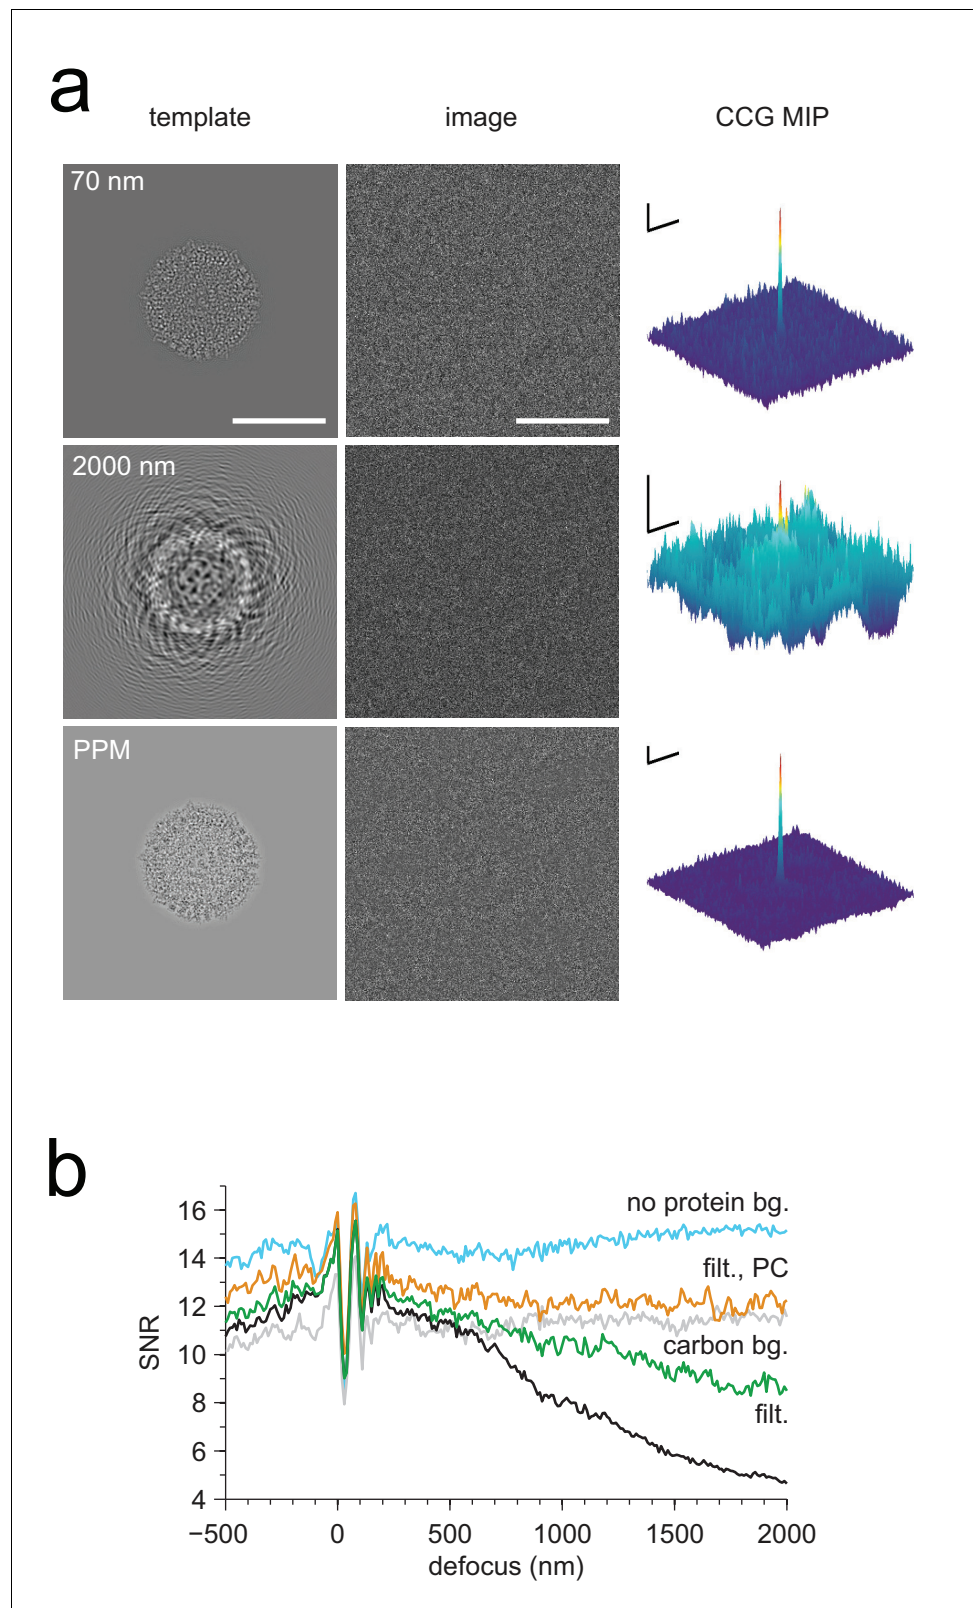 a
template image CCG MIP
70 nm
2000 nm
PPM
b
16
14
12
10
8
6
4
SNR
no protein bg.
filt., PC
carbon bg.
filt.
−500 0 500 1000 1500 2000
defocus (nm)